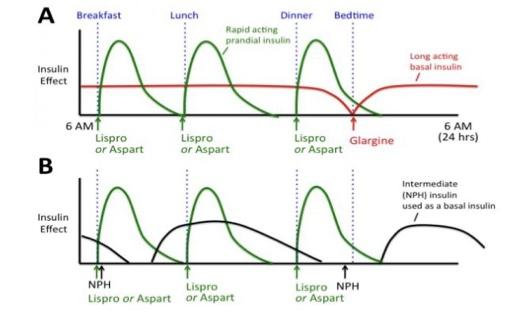 A
Breakfast Lunch Dinner Bedtime
Rapid acting
prandial insulin
Long acting
basal insulin
Insulin
Effect
6 AM
6 AM
(24 hrs)
Lispro
or Aspart
Lispro
or Aspart
Lispro
or Aspart
Glargine
B
Intermediate
(NPH) insulin
used as a basal insulin
Insulin
Effect
NPH
Lispro or Aspart
Lispro
or Aspart
Lispro
or Aspart
NPH